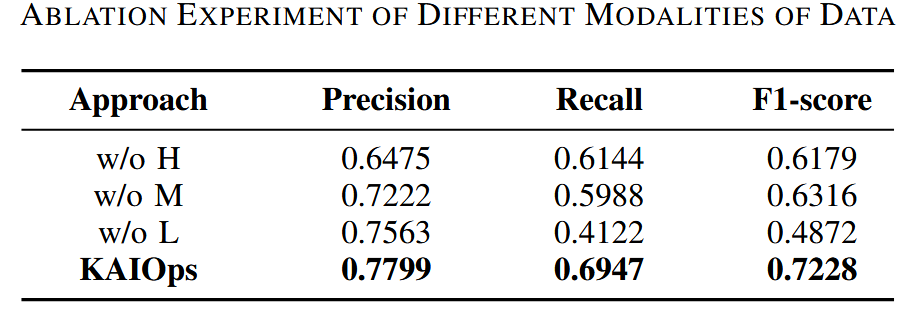 ABLATION EXPERIMENT OF DIFFERENT MODALITIES OF DATA
Approach Precision Recall F1-score
w/o H 0.6475 0.6144 0.6179
w/o M 0.7222 0.5988 0.6316
w/o L 0.7563 0.4122 0.4872
KAIOps 0.7799 0.6947 0.7228